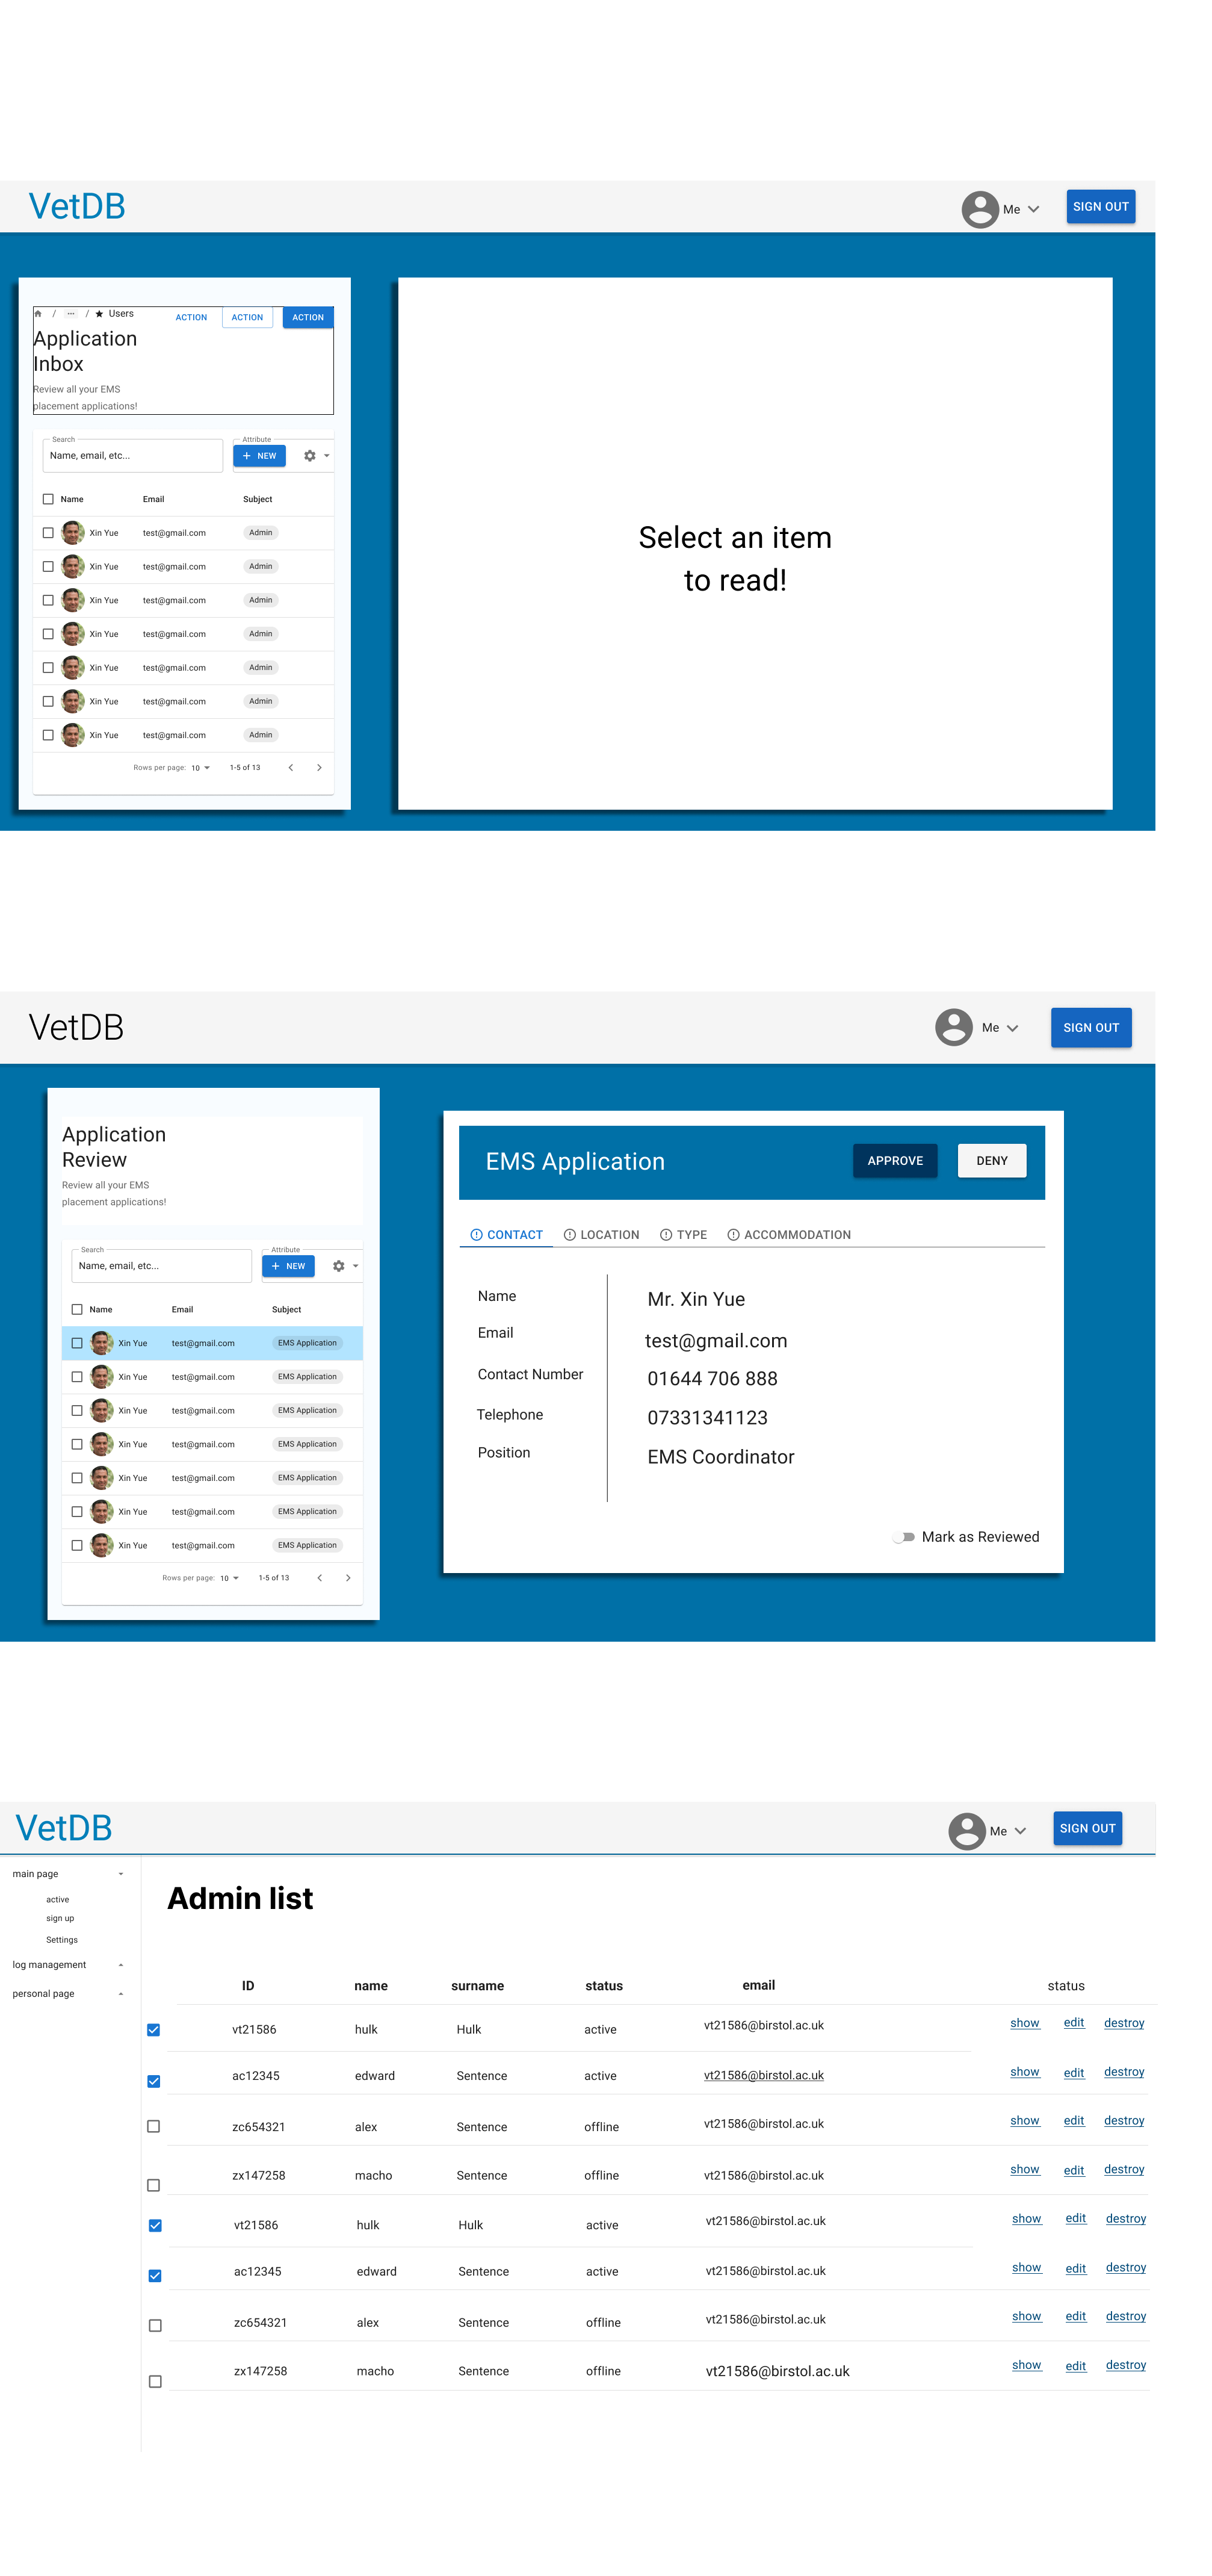 VetDB
Me
SIGN OUT
/ ... / Users
ACTION ACTION ACTION
Application
Inbox
Review all your EMS
placement applications!
Search
Name, email, etc...
Attribute
NEW
Name Email Subject
Xin Yue test@gmail.com Admin
Xin Yue test@gmail.com Admin
Xin Yue test@gmail.com Admin
Xin Yue test@gmail.com Admin
Xin Yue test@gmail.com Admin
Xin Yue test@gmail.com Admin
Xin Yue test@gmail.com Admin
Rows per page: 10 1-5 of 13
Select an item
to read!
VetDB
Me
SIGN OUT
Application
Review
Review all your EMS
placement applications!
Search
Name, email, etc...
Attribute
NEW
Name Email Subject
Xin Yue test@gmail.com EMS Application
Xin Yue test@gmail.com EMS Application
Xin Yue test@gmail.com EMS Application
Xin Yue test@gmail.com EMS Application
Xin Yue test@gmail.com EMS Application
Xin Yue test@gmail.com EMS Application
Xin Yue test@gmail.com EMS Application
Rows per page: 10 1-5 of 13
EMS Application
APPROVE
DENY
CONTACT LOCATION TYPE ACCOMMODATION
Name Mr. Xin Yue
Email test@gmail.com
Contact Number 01644 706 888
Telephone 07331341123
Position EMS Coordinator
Mark as Reviewed
VetDB
Me
SIGN OUT
main page
active
sign up
Settings
log management
personal page
Admin list
ID name surname status email status
vt21586 hulk Hulk active vt21586@birstol.ac.uk show edit destroy
ac12345 edward Sentence active vt21586@birstol.ac.uk show edit destroy
zc654321 alex Sentence offline vt21586@birstol.ac.uk show edit destroy
zx147258 macho Sentence offline vt21586@birstol.ac.uk show edit destroy
vt21586 hulk Hulk active vt21586@birstol.ac.uk show edit destroy
ac12345 edward Sentence active vt21586@birstol.ac.uk show edit destroy
zc654321 alex Sentence offline vt21586@birstol.ac.uk show edit destroy
zx147258 macho Sentence offline vt21586@birstol.ac.uk show edit destroy